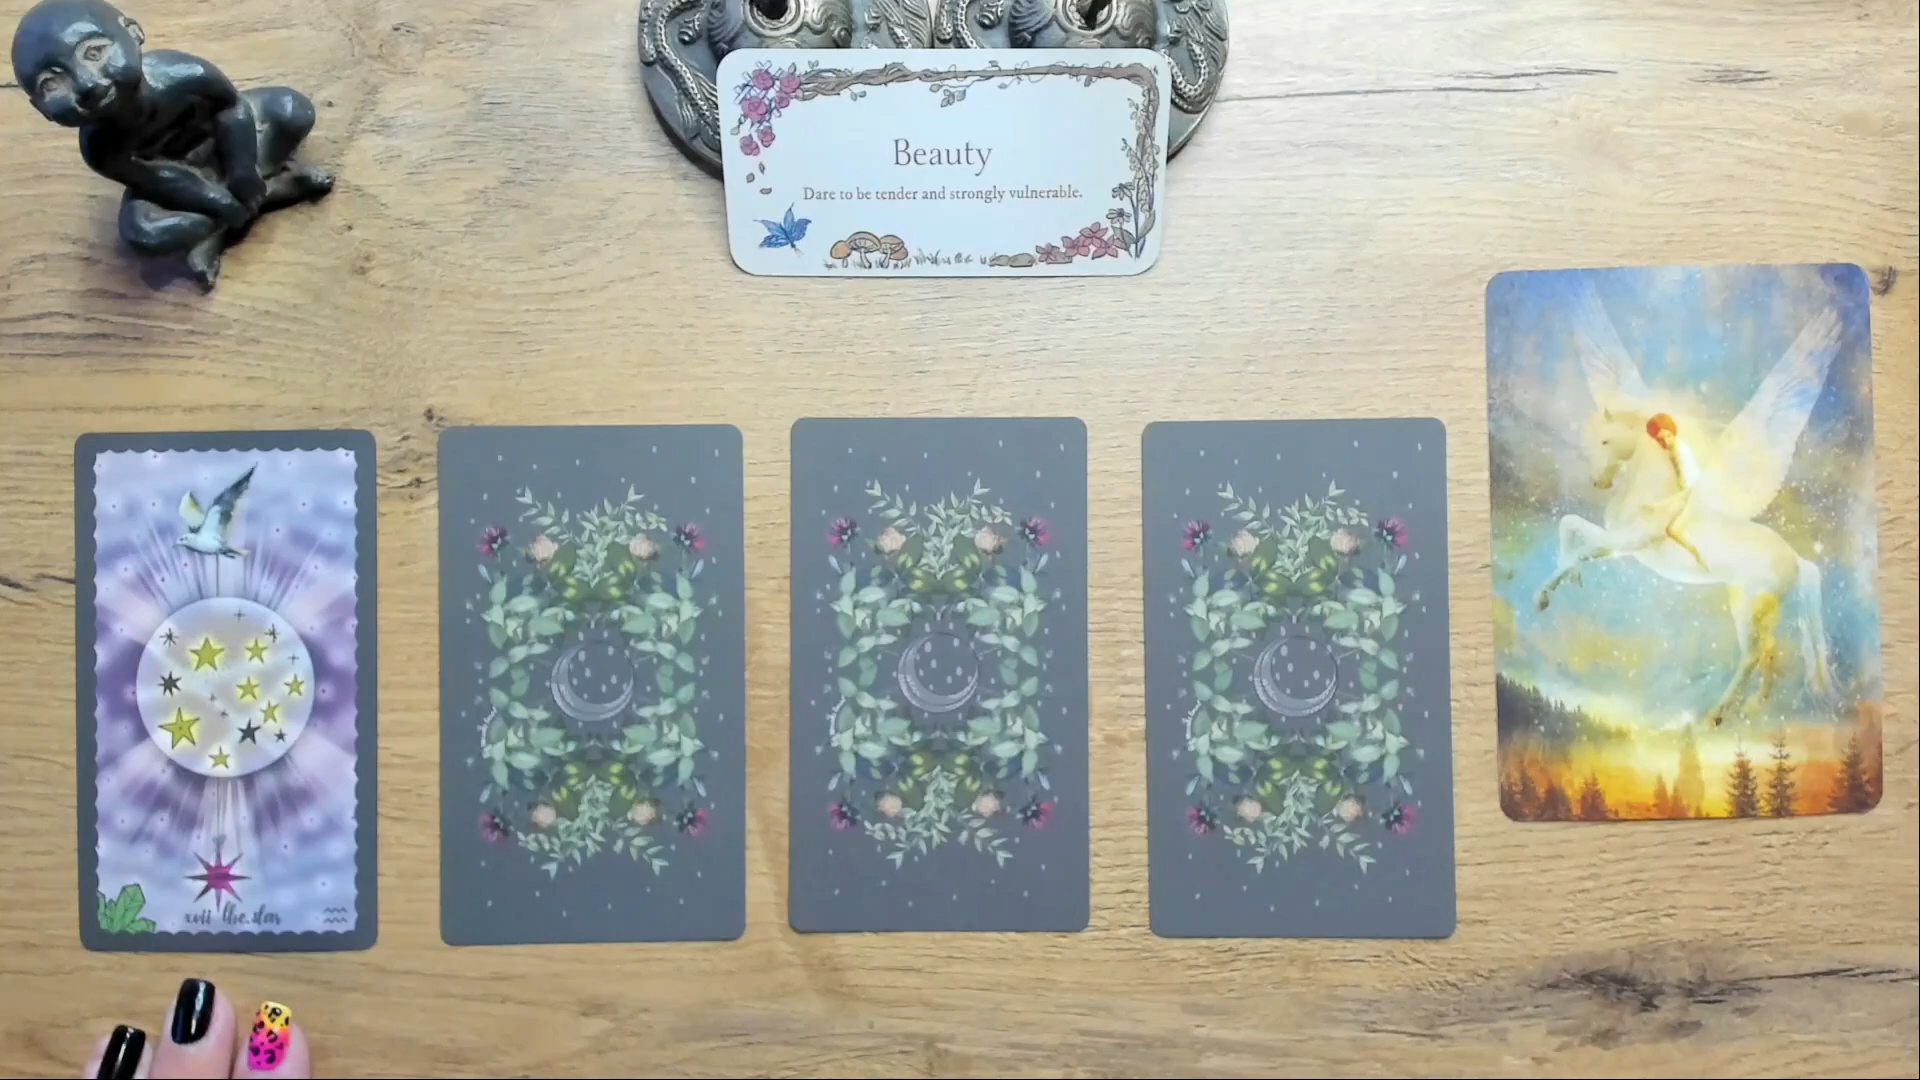 Beauty
Dare to be tender and strongly vulnerable.
xvii the star